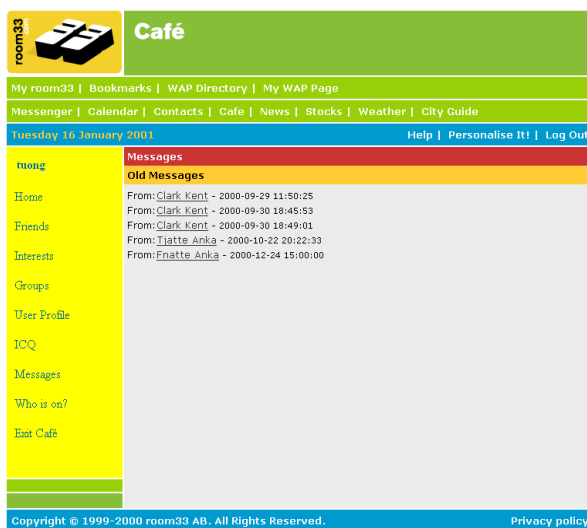 room33
.com
Café
My room33 | Bookmarks | WAP Directory | My WAP Page
Messenger | Calendar | Contacts | Cafe | News | Stocks | Weather | City Guide
Tuesday 16 January 2001 Help | Personalise It! | Log Out
tuong
Home
Friends
Interests
Groups
User Profile
ICQ
Messages
Who is on?
Exit Café
Messages
Old Messages
From: Clark Kent - 2000-09-29 11:50:25
From: Clark Kent - 2000-09-30 18:45:53
From: Clark Kent - 2000-09-30 18:49:01
From: Tjatte Anka - 2000-10-22 20:22:33
From: Fnatte Anka - 2000-12-24 15:00:00
Copyright © 1999-2000 room33 AB. All Rights Reserved. Privacy policy